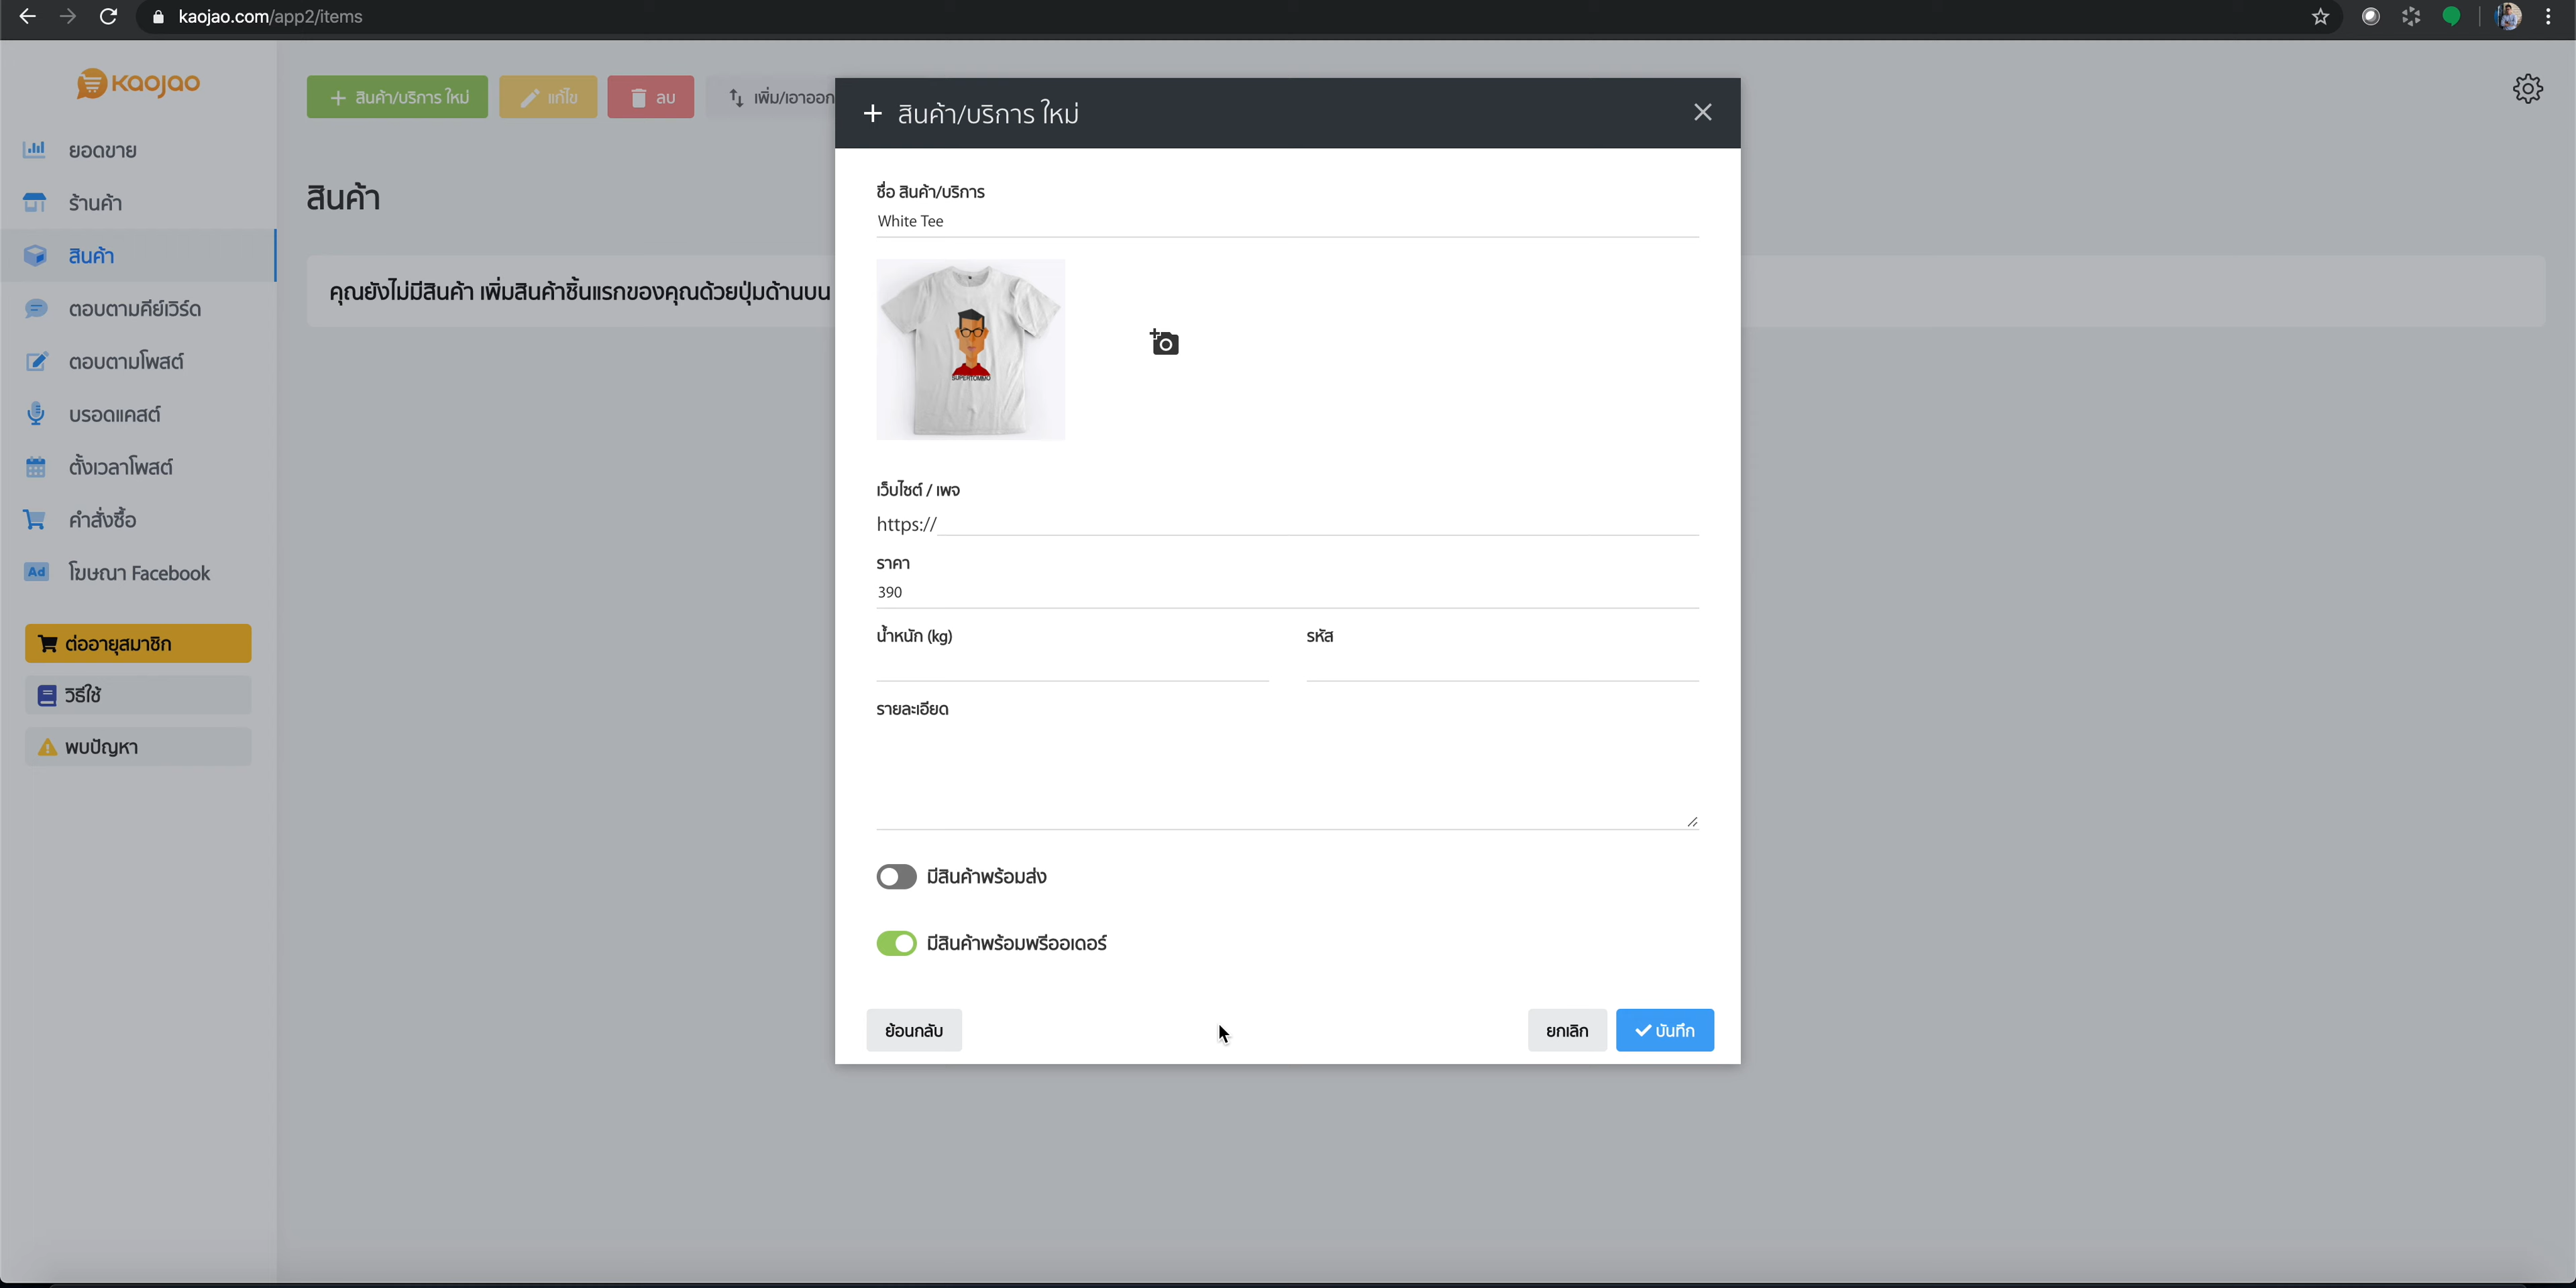 kaojao.com/app2/items
KaoJao
ยอดขาย
ร้านค้า
สินค้า
ตอบตามคีย์เวิร์ด
ตอบตามโพสต์
บรอดแคสต์
ตั้งเวลาโพสต์
คำสั่งซื้อ
Ad โฆษณา Facebook
ต่ออายุสมาชิก
วิธีใช้
พบปัญหา
สินค้า/บริการ ใหม่
แก้ไข
ลบ
เพิ่ม/เอาออก
สินค้า
คุณยังไม่มีสินค้า เพิ่มสินค้าชิ้นแรกของคุณด้วยปุ่มด้านบน
+ สินค้า/บริการ ใหม่
ชื่อ สินค้า/บริการ
White Tee
SUPERTOMMO
เว็บไซต์ / เพจ
https://
ราคา
390
น้ำหนัก (kg)
รหัส
รายละเอียด
มีสินค้าพร้อมส่ง
มีสินค้าพร้อมพรีออเดอร์
ย้อนกลับ
ยกเลิก
บันทึก